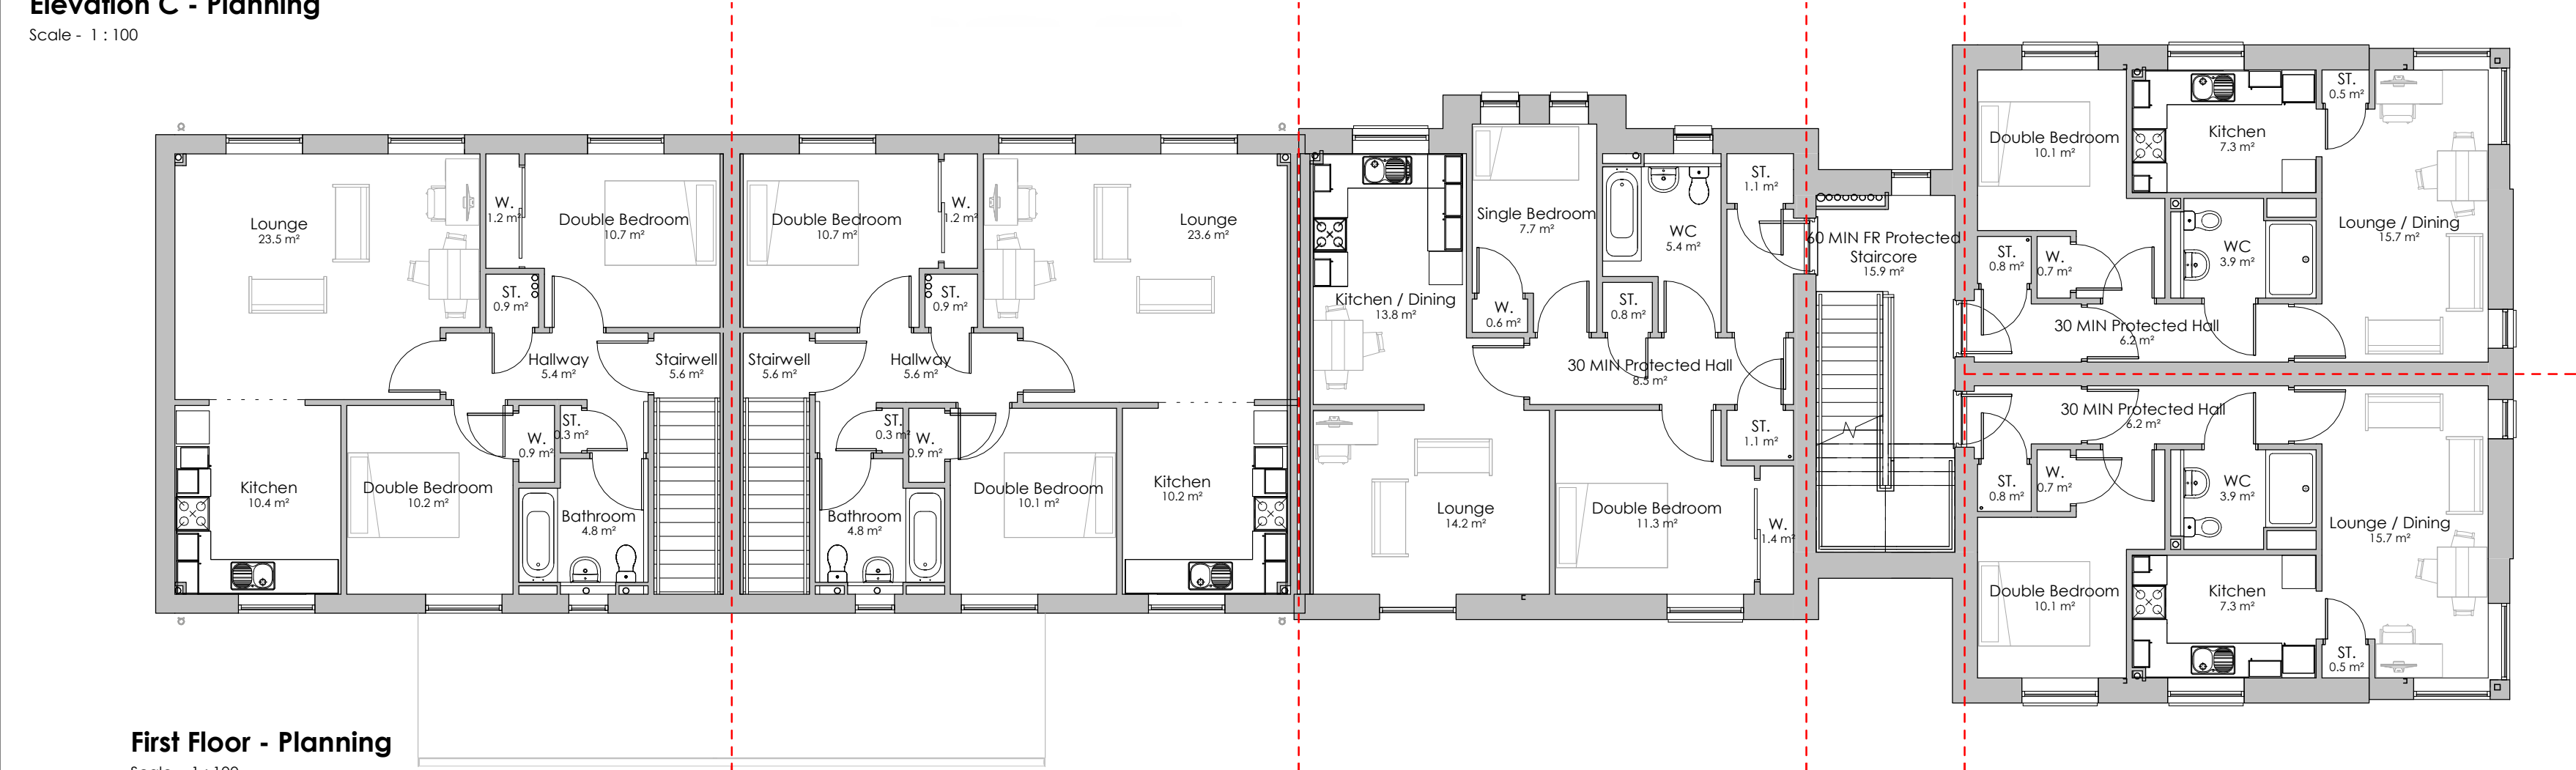 Elevation C - Planning
Scale - 1 : 100
Lounge
23.5 m²
W.
1.2 m²
Double Bedroom
10.7 m²
ST.
0.9 m²
Hallway
5.4 m²
Stairwell
5.6 m²
Kitchen
10.4 m²
Double Bedroom
10.2 m²
W.
0.9 m²
ST.
0.3 m²
Bathroom
4.8 m²
Double Bedroom
10.7 m²
W.
1.2 m²
Lounge
23.6 m²
ST.
0.9 m²
Stairwell
5.6 m²
Hallway
5.6 m²
ST.
0.3 m²
W.
0.9 m²
Bathroom
4.8 m²
Double Bedroom
10.1 m²
Kitchen
10.2 m²
Kitchen / Dining
13.8 m²
Single Bedroom
7.7 m²
W.
0.6 m²
WC
5.4 m²
ST.
1.1 m²
ST.
0.8 m²
30 MIN Protected Hall
8.5 m²
Lounge
14.2 m²
Double Bedroom
11.3 m²
ST.
1.1 m²
W.
1.4 m²
60 MIN FR Protected
Staircore
15.9 m²
Double Bedroom
10.1 m²
Kitchen
7.3 m²
ST.
0.5 m²
Lounge / Dining
15.7 m²
ST.
0.8 m²
W.
0.7 m²
WC
3.9 m²
30 MIN Protected Hall
6.2 m²
30 MIN Protected Hall
6.2 m²
ST.
0.8 m²
W.
0.7 m²
WC
3.9 m²
Lounge / Dining
15.7 m²
Double Bedroom
10.1 m²
Kitchen
7.3 m²
ST.
0.5 m²
First Floor - Planning
Scale - 1 : 100